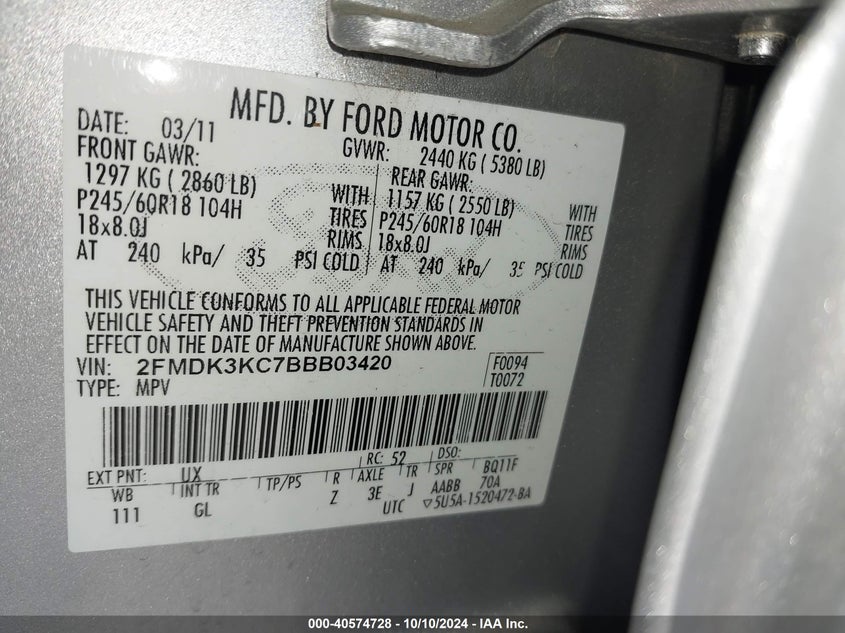 MFD. BY FORD MOTOR CO.
DATE: 03/11 GVWR: 2440 KG ( 5380 LB)
FRONT GAWR: REAR GAWR:
1297 KG ( 2860 LB) WITH 1157 KG ( 2550 LB) WITH
P245/60R18 104H TIRES P245/60R18 104H TIRES
18x8.0J RIMS 18x8.0J RIMS
AT 240 kPa/ 35 PSI COLD AT 240 kPa/ 35 PSI COLD
THIS VEHICLE CONFORMS TO ALL APPLICABLE FEDERAL MOTOR
VEHICLE SAFETY AND THEFT PREVENTION STANDARDS IN
EFFECT ON THE DATE OF MANUFACTURE SHOWN ABOVE.
VIN: 2FMDK3KC7BBB03420 F0094
TYPE: MPV T0072
EXT PNT: UX RC: 52 DSO:
WB INT TR TP/PS R AXLE TR SPR BQ11F
111 GL Z 3E J AABB 70A
UTC ▽5U5A-1520472-BA
000-40574728 - 10/10/2024 - IAA Inc.